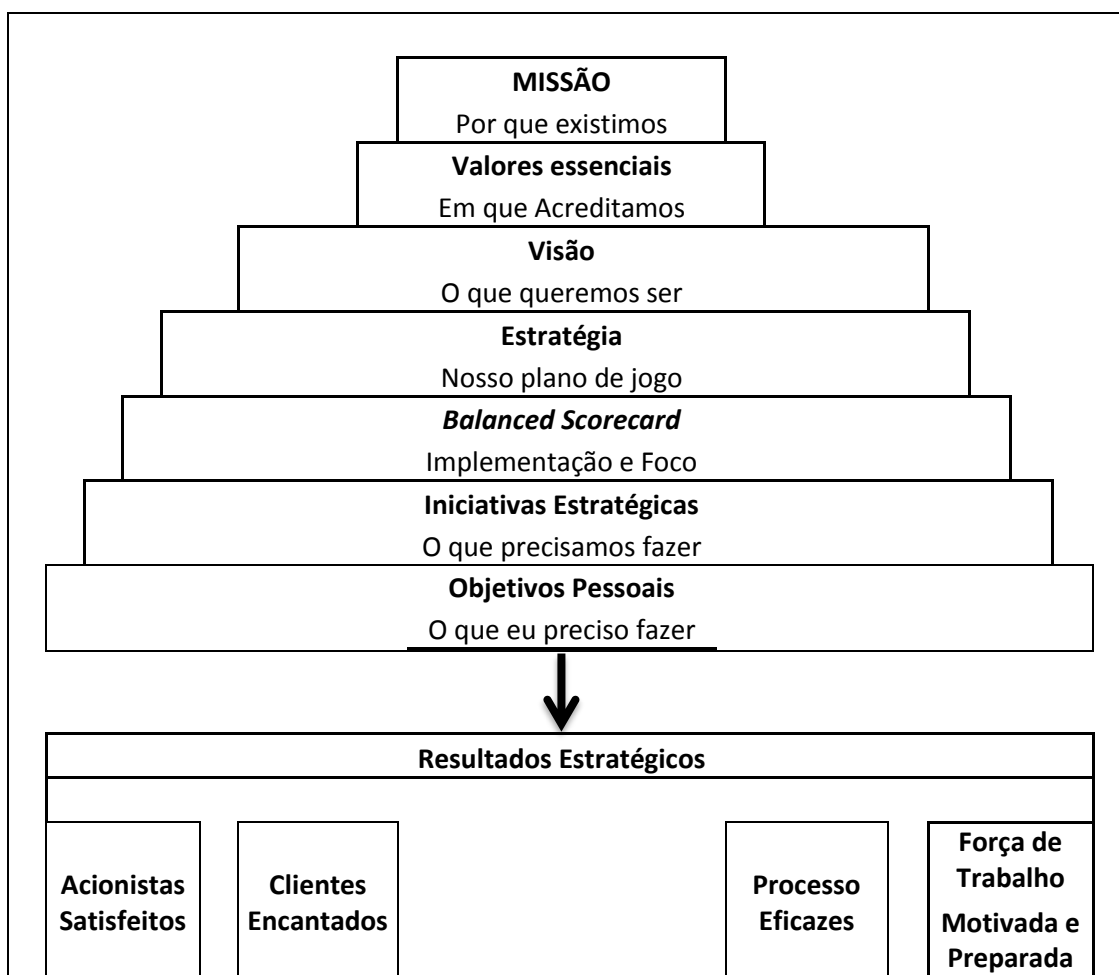 MISSÃO
Por que existimos
Valores essenciais
Em que Acreditamos
Visão
O que queremos ser
Estratégia
Nosso plano de jogo
Balanced Scorecard
Implementação e Foco
Iniciativas Estratégicas
O que precisamos fazer
Objetivos Pessoais
O que eu preciso fazer
Resultados Estratégicos
Acionistas
Satisfeitos
Clientes
Encantados
Processo
Eficazes
Força de
Trabalho
Motivada e
Preparada